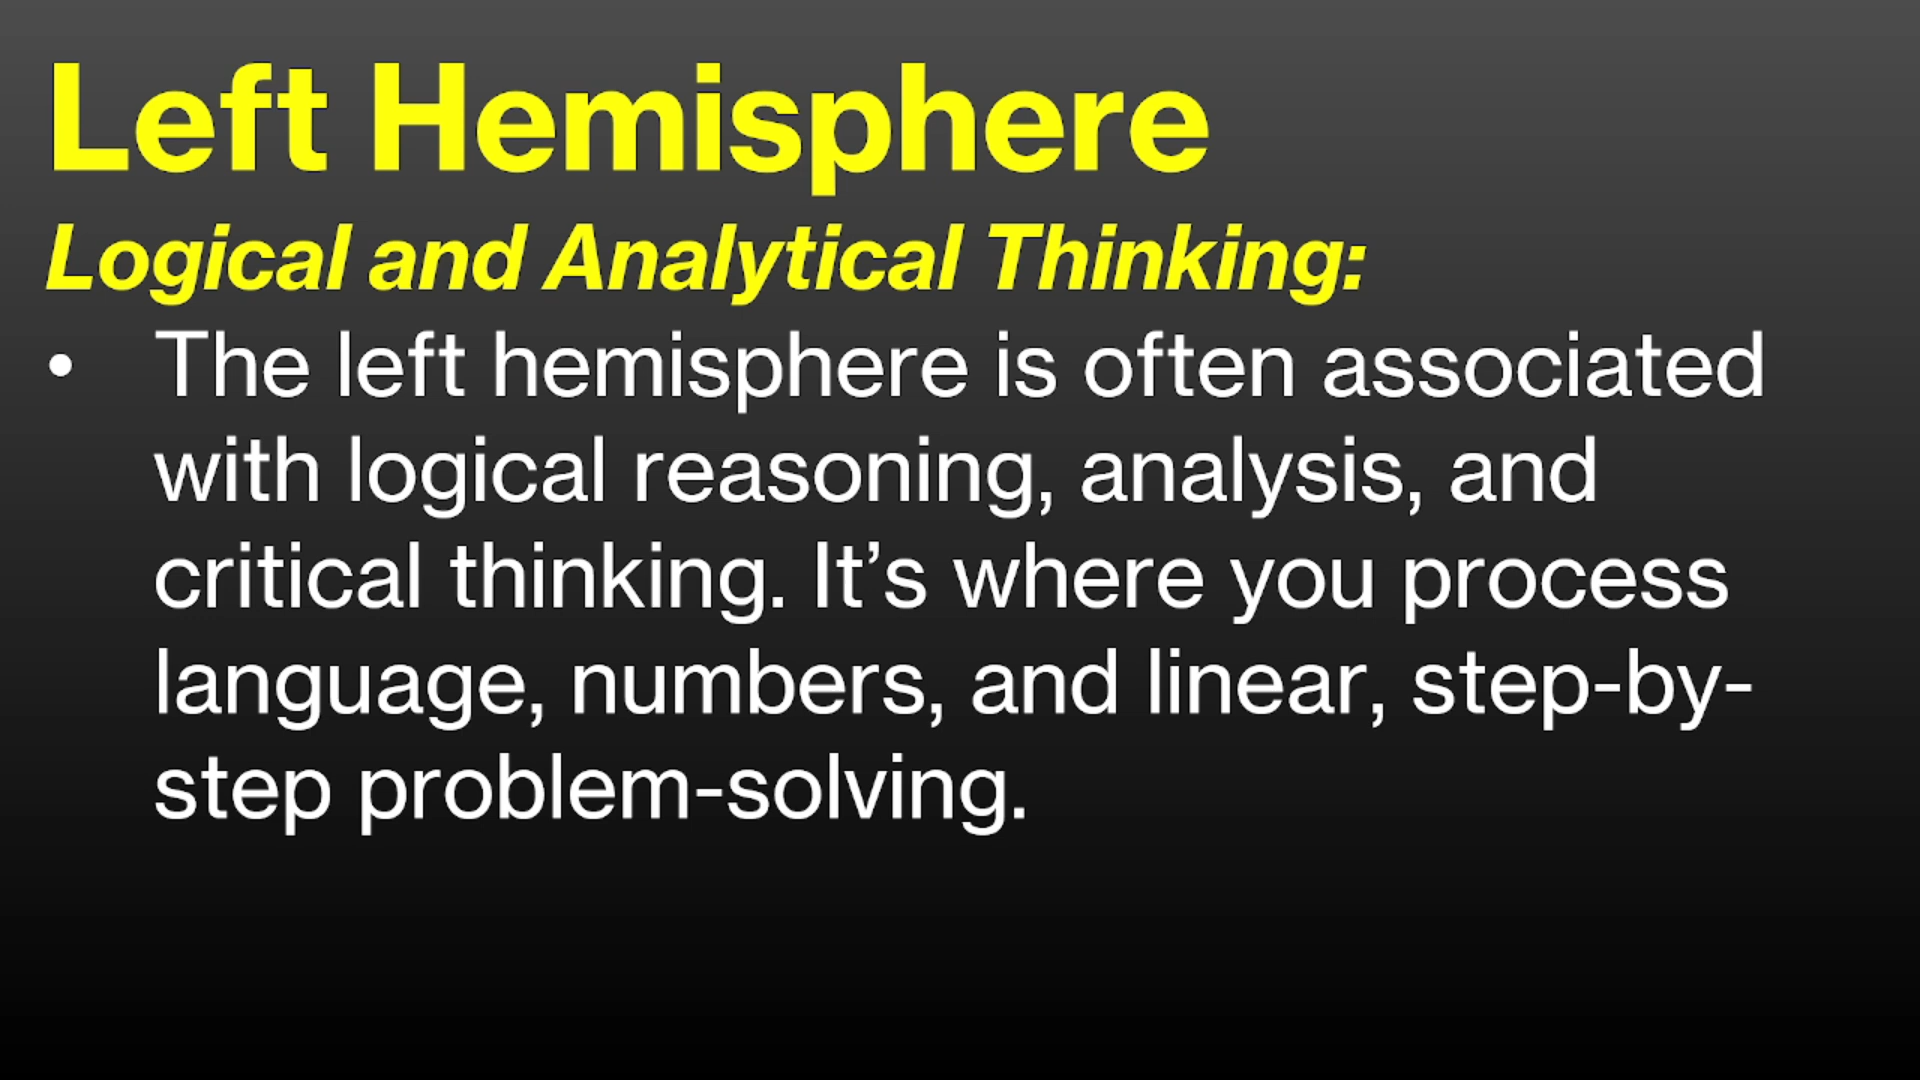 Left Hemisphere
Logical and Analytical Thinking:
• The left hemisphere is often associated
with logical reasoning, analysis, and
critical thinking. It’s where you process
language, numbers, and linear, step-by-
step problem-solving.